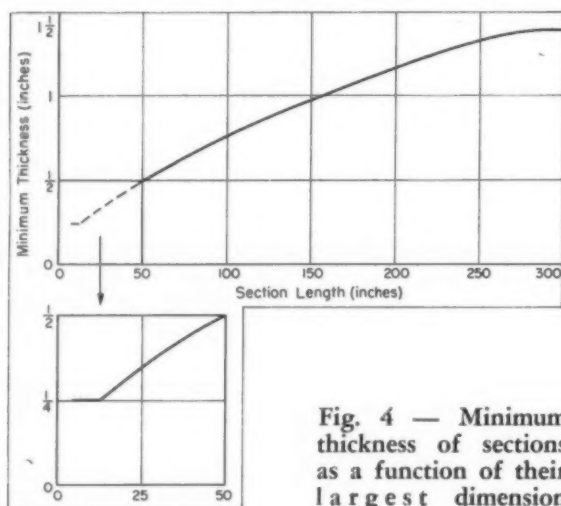 1 1/2
1
1/2
0
Minimum Thickness (inches)
0 50 100 150 200 250 300
Section Length (inches)
1/2
1/4
0
0 25 50
Fig. 4 — Minimum
thickness of sections
as a function of their
largest dimension